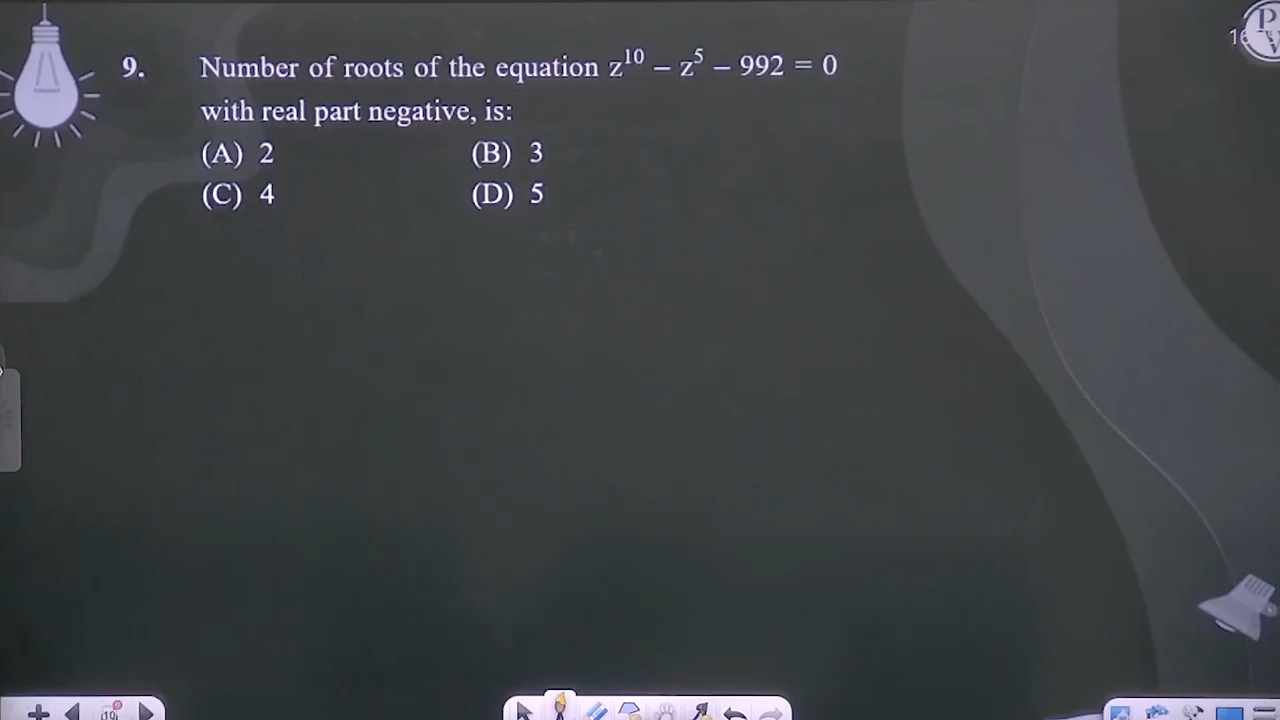 9. Number of roots of the equation z¹⁰ – z⁵ – 992 = 0
with real part negative, is:
(A) 2 (B) 3
(C) 4 (D) 5